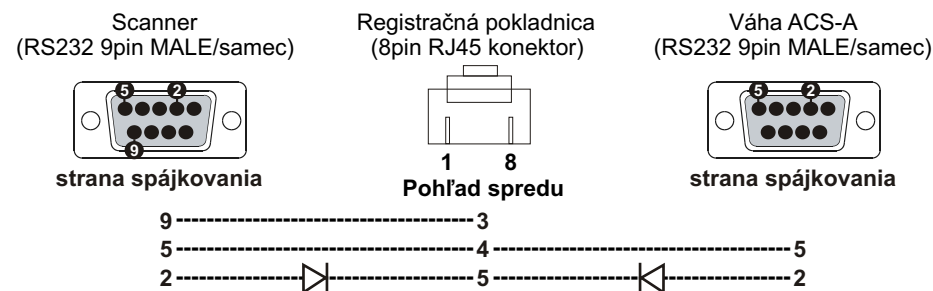 Scanner
(RS232 9pin MALE/samec)
5 2
9
strana spájkovania
Registračná pokladnica
(8pin RJ45 konektor)
1 8
Pohľad spredu
Váha ACS-A
(RS232 9pin MALE/samec)
5 2
strana spájkovania
9 3
5 4 5
2 5 2